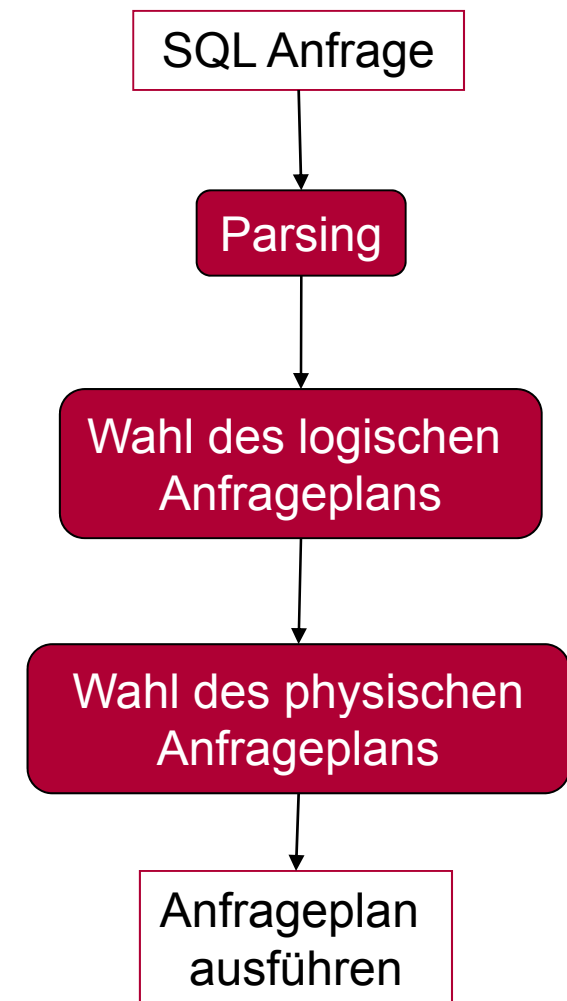 SQL Anfrage
Parsing
Wahl des logischen
Anfrageplans
Wahl des physischen
Anfrageplans
Anfrageplan
ausführen